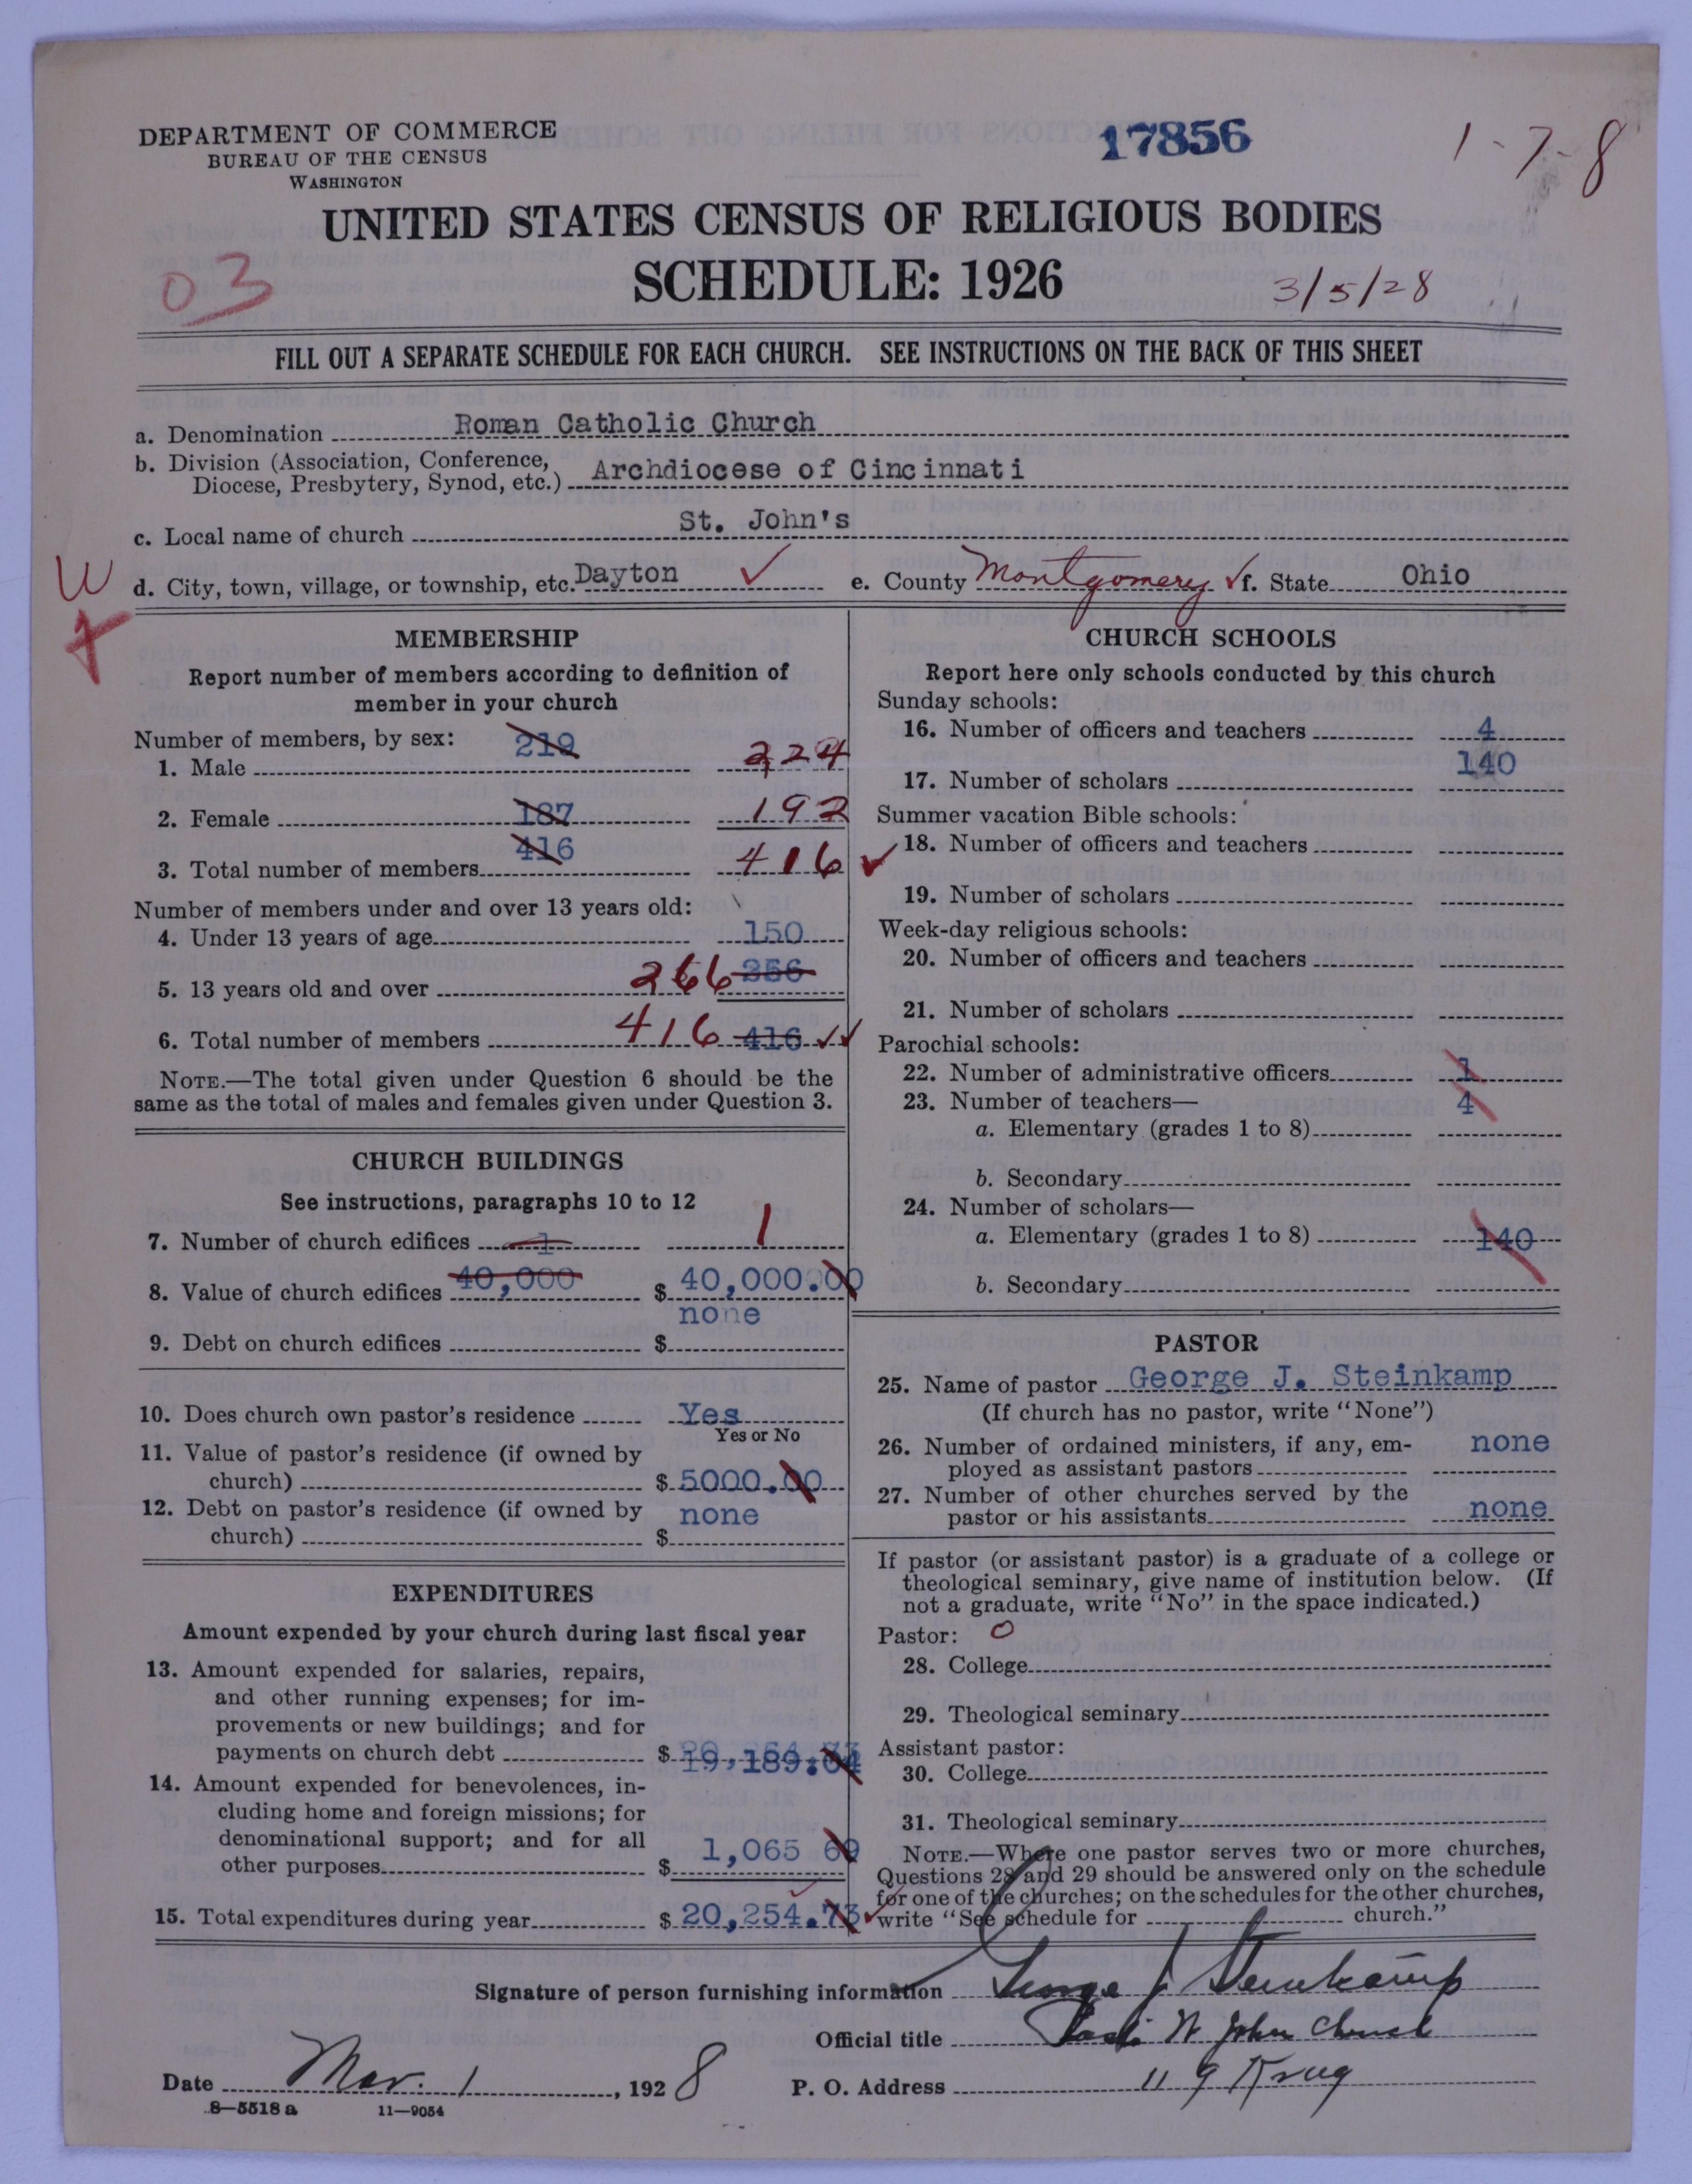 DEPARTMENT OF COMMERCE
BUREAU OF THE CENSUS
WASHINGTON
17856
1-7-8
UNITED STATES CENSUS OF RELIGIOUS BODIES
SCHEDULE: 1926
03
3/5/28
FILL OUT A SEPARATE SCHEDULE FOR EACH CHURCH. SEE INSTRUCTIONS ON THE BACK OF THIS SHEET
a. Denomination Roman Catholic Church
b. Division (Association, Conference,
Diocese, Presbytery, Synod, etc.) Archdiocese of Cincinnati
c. Local name of church St. John's
W
d. City, town, village, or township, etc. Dayton ✓ e. County Montgomery ✓ f. State Ohio
MEMBERSHIP
Report number of members according to definition of
member in your church
Number of members, by sex:
219
1. Male 224
2. Female 187 192
416
3. Total number of members 416 ✓
Number of members under and over 13 years old:
4. Under 13 years of age 150
5. 13 years old and over 266 256
6. Total number of members 416 416 ✓✓
NOTE.—The total given under Question 6 should be the
same as the total of males and females given under Question 3.
CHURCH BUILDINGS
See instructions, paragraphs 10 to 12
7. Number of church edifices 1 1
8. Value of church edifices 40,000 $ 40,000.00
none
9. Debt on church edifices $
10. Does church own pastor's residence Yes
Yes or No
11. Value of pastor's residence (if owned by
church) $ 5000.00
12. Debt on pastor's residence (if owned by none
church) $
EXPENDITURES
Amount expended by your church during last fiscal year
13. Amount expended for salaries, repairs,
and other running expenses; for im-
provements or new buildings; and for
payments on church debt $ 19,189.04
14. Amount expended for benevolences, in-
cluding home and foreign missions; for
denominational support; and for all
other purposes $ 1,065 69
15. Total expenditures during year $ 20,254.73 ✓
CHURCH SCHOOLS
Report here only schools conducted by this church
Sunday schools:
16. Number of officers and teachers 4
140
17. Number of scholars
Summer vacation Bible schools:
18. Number of officers and teachers
19. Number of scholars
Week-day religious schools:
20. Number of officers and teachers
21. Number of scholars
Parochial schools:
22. Number of administrative officers 1
23. Number of teachers— 4
a. Elementary (grades 1 to 8)
b. Secondary
24. Number of scholars—
a. Elementary (grades 1 to 8) 140
b. Secondary
PASTOR
25. Name of pastor George J. Steinkamp
(If church has no pastor, write "None")
26. Number of ordained ministers, if any, em- none
ployed as assistant pastors
27. Number of other churches served by the
pastor or his assistants none
If pastor (or assistant pastor) is a graduate of a college or
theological seminary, give name of institution below. (If
not a graduate, write "No" in the space indicated.)
Pastor: O
28. College
29. Theological seminary
Assistant pastor:
30. College
31. Theological seminary
NOTE.—Where one pastor serves two or more churches,
Questions 28 and 29 should be answered only on the schedule
for one of the churches; on the schedules for the other churches,
write "See schedule for church."
Signature of person furnishing information George J Steinkamp
Official title John Church
Date Mar. 1, 1928 P. O. Address 119 Krug
8—5518 a 11—9054